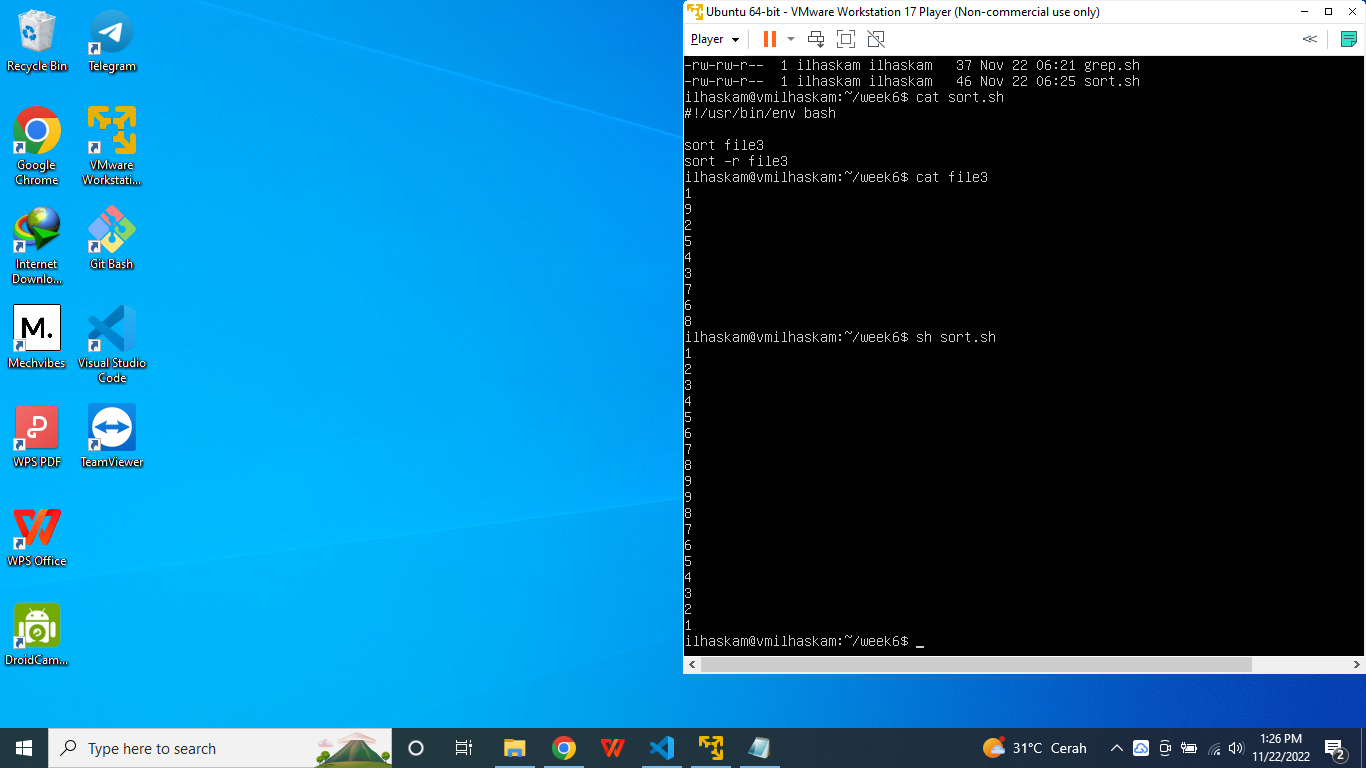 Recycle Bin
Telegram
Google
Chrome
VMware
Workstati...
Internet
Downlo...
Git Bash
M.
Mechvibes
Visual Studio
Code
WPS PDF
TeamViewer
WPS Office
DroidCam...
Ubuntu 64-bit - VMware Workstation 17 Player (Non-commercial use only)
Player
-rw-rw-r-- 1 ilhaskam ilhaskam 37 Nov 22 06:21 grep.sh
-rw-rw-r-- 1 ilhaskam ilhaskam 46 Nov 22 06:25 sort.sh
ilhaskam@vmilhaskam:~/week6$ cat sort.sh
#!/usr/bin/env bash
sort file3
sort -r file3
ilhaskam@vmilhaskam:~/week6$ cat file3
1
9
2
5
4
3
7
6
8
ilhaskam@vmilhaskam:~/week6$ sh sort.sh
1
2
3
4
5
6
7
8
9
9
8
7
6
5
4
3
2
1
ilhaskam@vmilhaskam:~/week6$ _
Type here to search
31°C Cerah
1:26 PM
11/22/2022
2